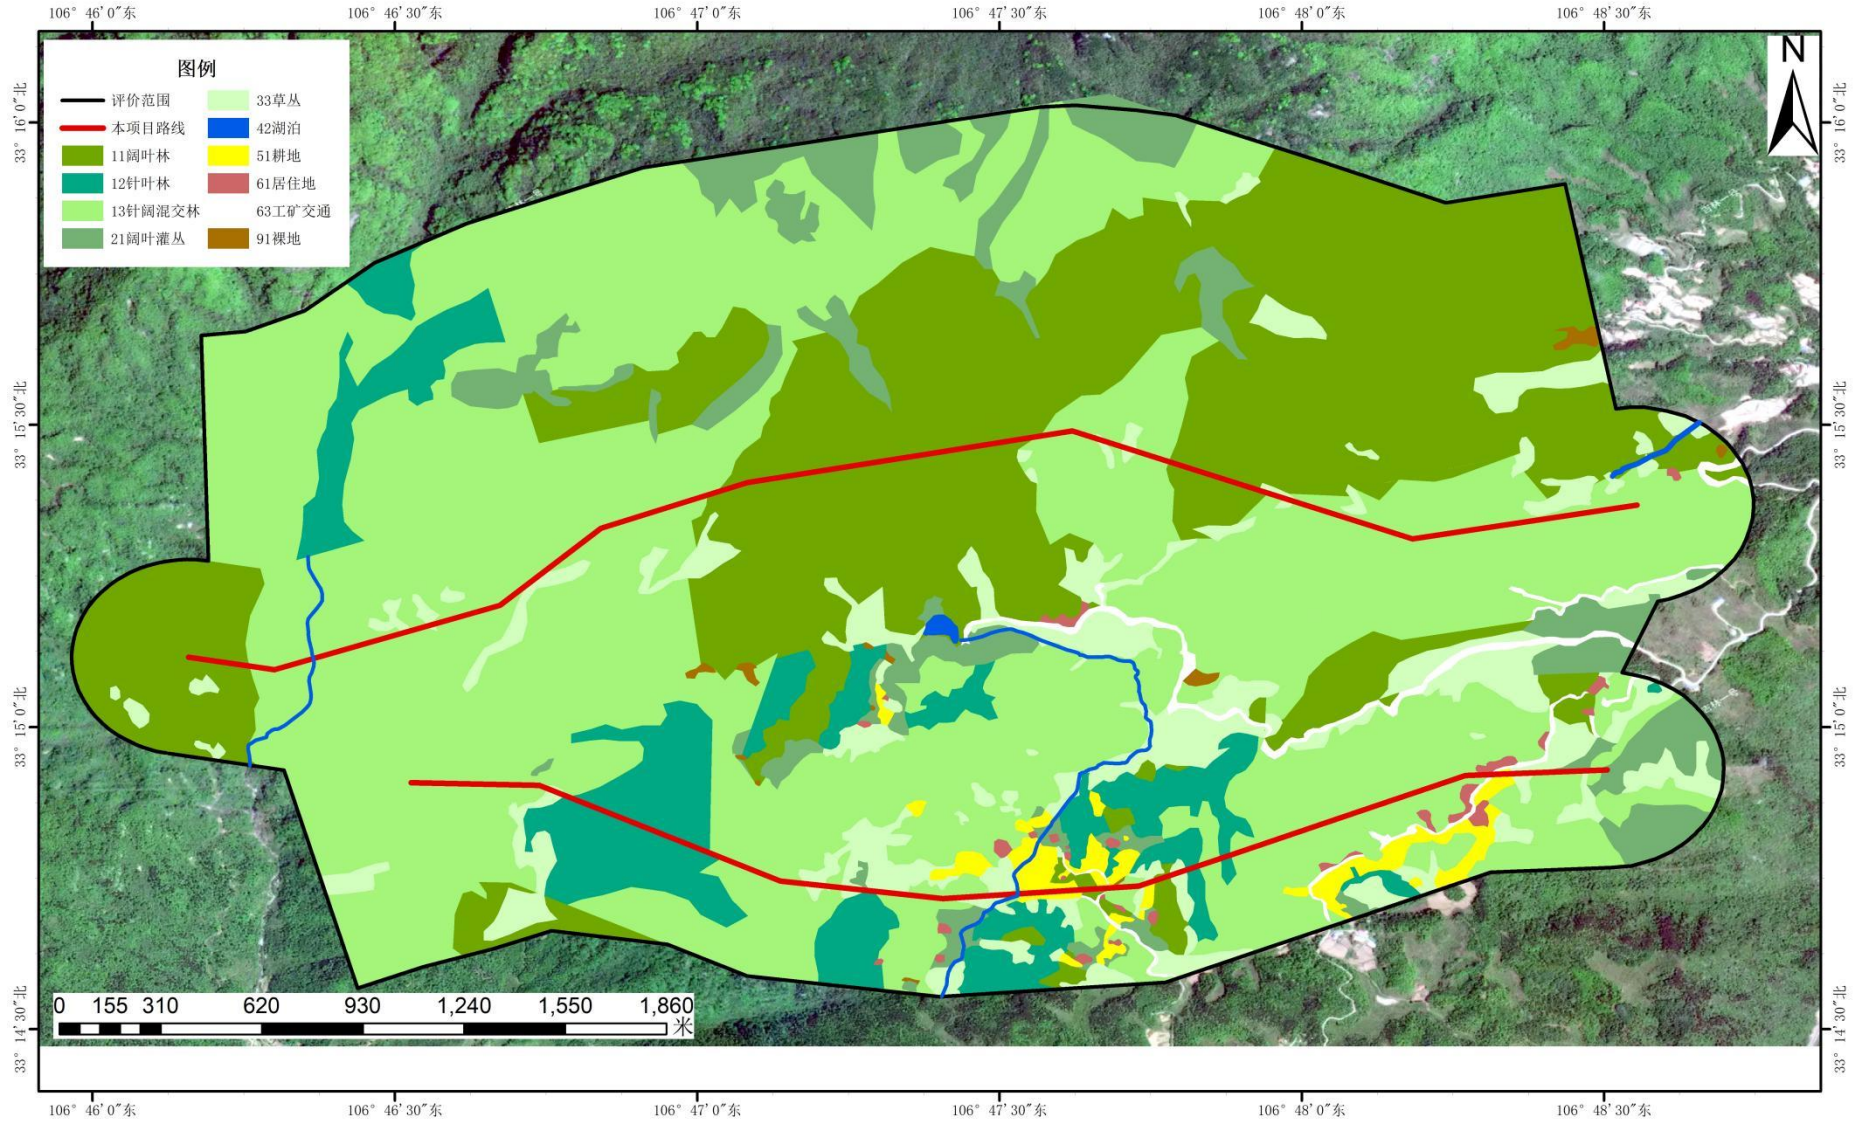 106° 46′0″东 106° 46′30″东 106° 47′0″东 106° 47′30″东 106° 48′0″东 106° 48′30″东
图例
评价范围 33草丛
本项目路线 42湖泊
11阔叶林 51耕地
12针叶林 61居住地
13针阔混交林 63工矿交通
21阔叶灌丛 91裸地
N
33° 16′0″北 33° 16′0″北
33° 15′30″北 33° 15′30″北
33° 15′0″北 33° 15′0″北
33° 14′30″北 33° 14′30″北
0 155 310 620 930 1,240 1,550 1,860
米
106° 46′0″东 106° 46′30″东 106° 47′0″东 106° 47′30″东 106° 48′0″东 106° 48′30″东